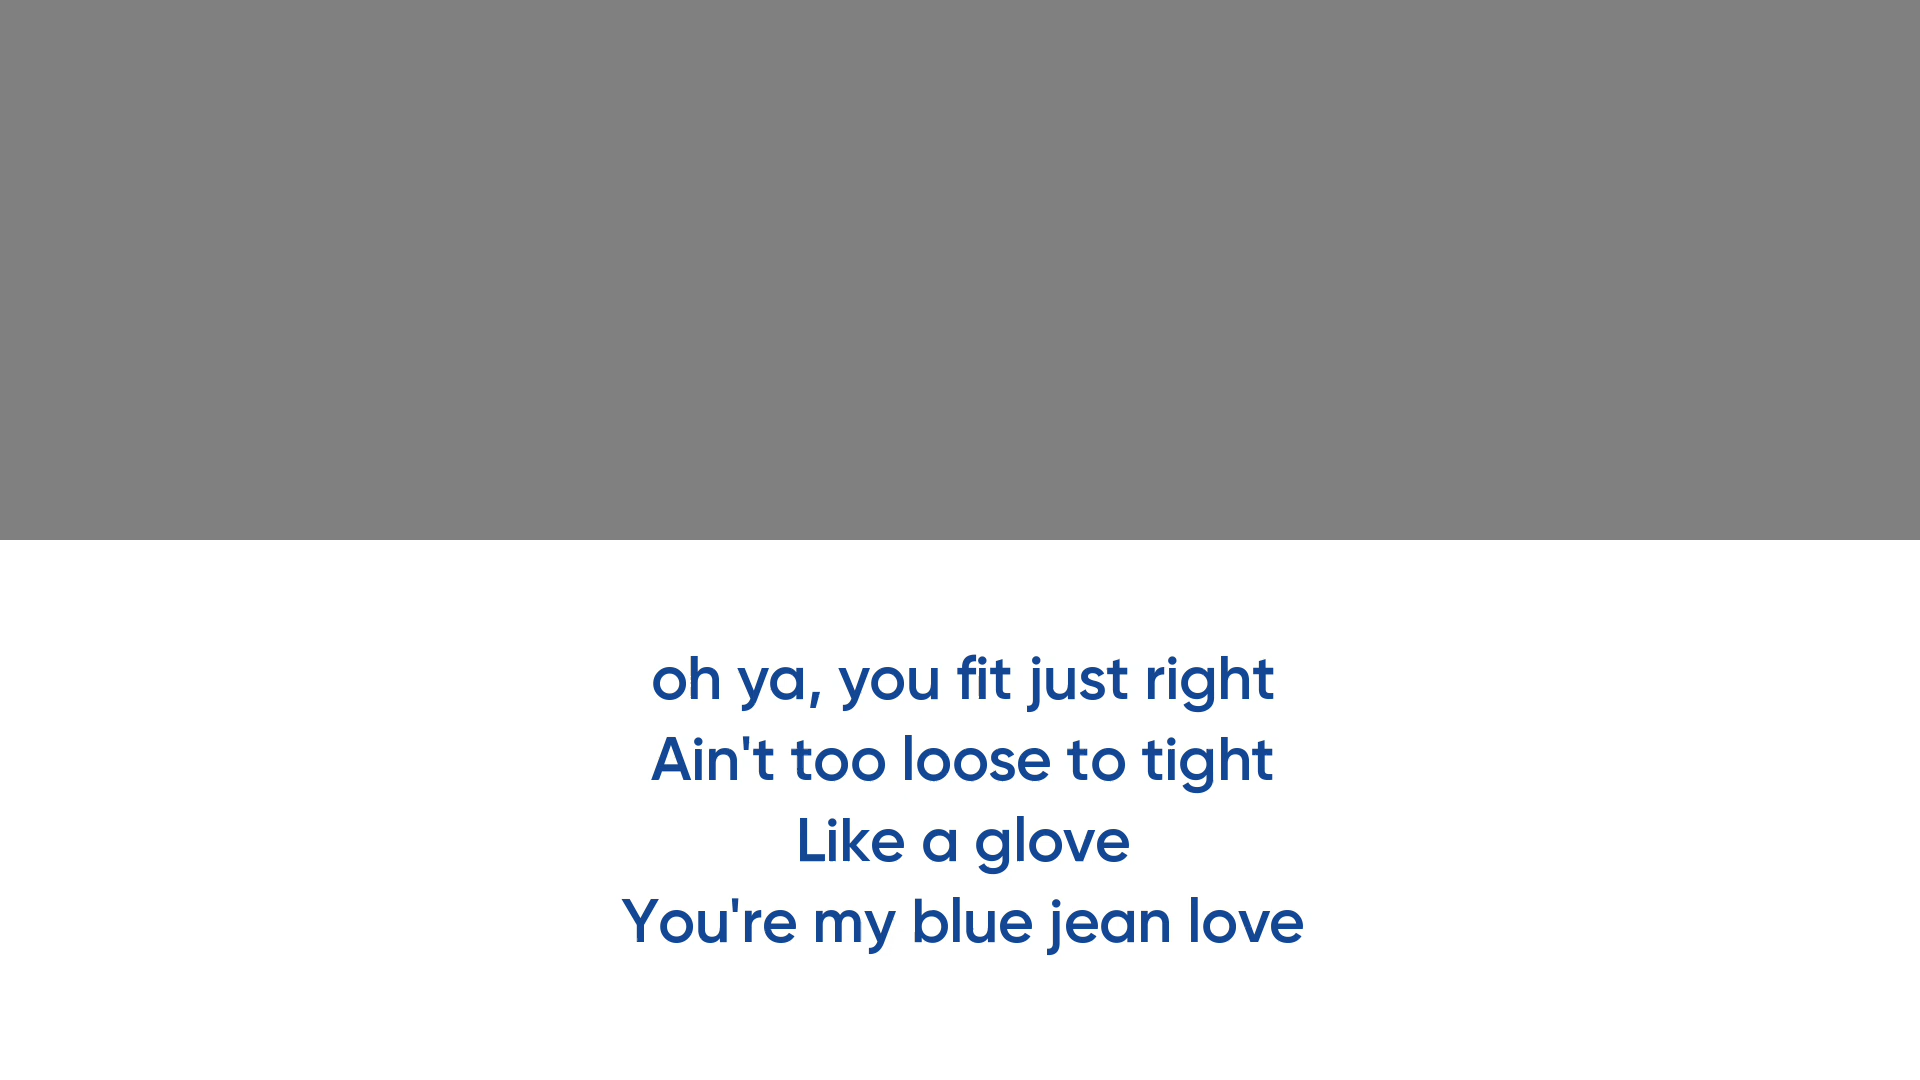 oh ya, you fit just right
Ain't too loose to tight
Like a glove
You're my blue jean love